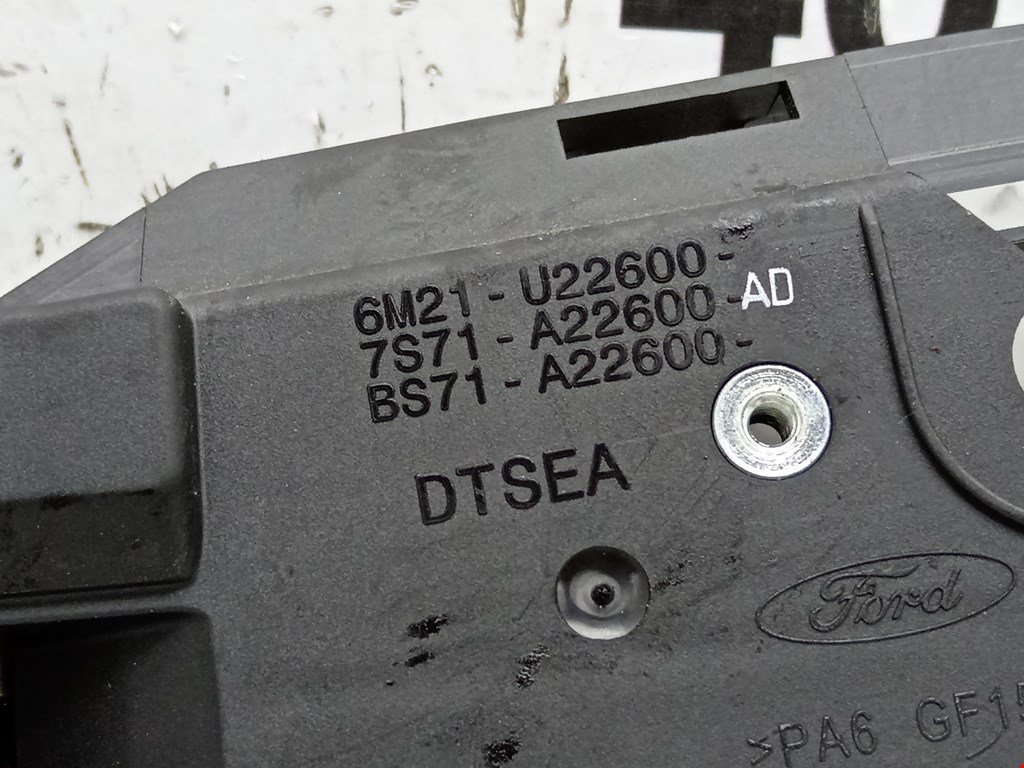 6M21 - U22600 -
7S71 - A22600 - AD
BS71 - A22600 -
DTSEA
Ford
>PA6 GF15